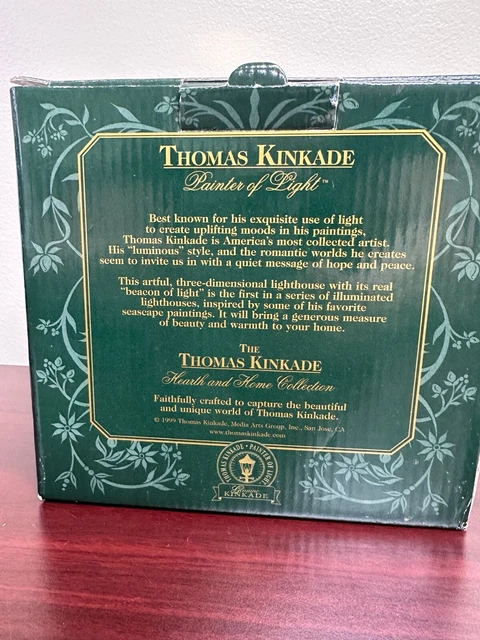 THOMAS KINKADE
Painter of Light™
Best known for his exquisite use of light
to create uplifting moods in his paintings,
Thomas Kinkade is America's most collected artist.
His "luminous" style, and the romantic worlds he creates
seem to invite us in with a quiet message of hope and peace.
This artful, three-dimensional lighthouse with its real
"beacon of light" is the first in a series of illuminated
lighthouses, inspired by some of his favorite
seascape paintings. It will bring a generous measure
of beauty and warmth to your home.
THE
THOMAS KINKADE
Hearth and Home Collection
Faithfully crafted to capture the beautiful
and unique world of Thomas Kinkade.
© 1999 Thomas Kinkade, Media Arts Group, Inc., San Jose, CA
www.thomaskinkade.com
THOMAS KINKADE • PAINTER OF LIGHT
Genuine
KINKADE